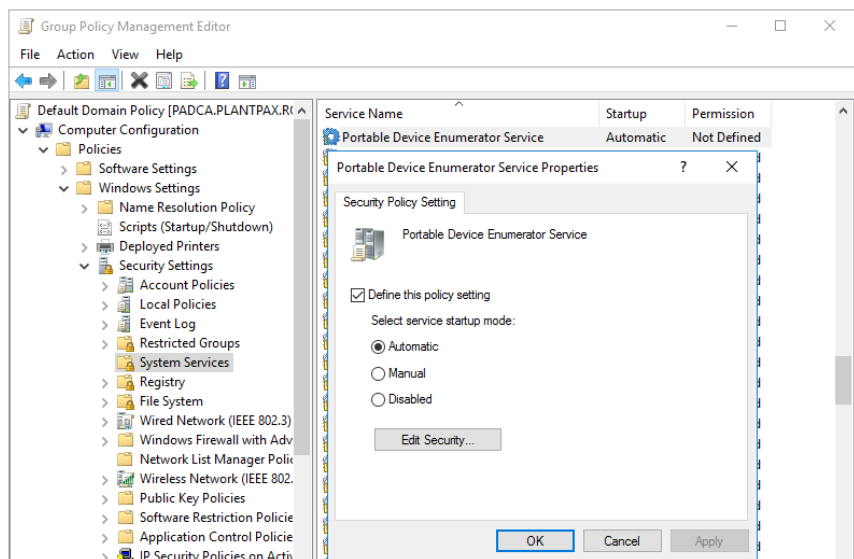 Group Policy Management Editor
File Action View Help
Default Domain Policy [PADCA.PLANTPAX.R
Computer Configuration
Policies
Software Settings
Windows Settings
Name Resolution Policy
Scripts (Startup/Shutdown)
Deployed Printers
Security Settings
Account Policies
Local Policies
Event Log
Restricted Groups
System Services
Registry
File System
Wired Network (IEEE 802.3)
Windows Firewall with Adv
Network List Manager Polic
Wireless Network (IEEE 802.
Public Key Policies
Software Restriction Policie
Application Control Policie
IP Security Policies on Activ
Service Name Startup Permission
Portable Device Enumerator Service Automatic Not Defined
Portable Device Enumerator Service Properties ?
Security Policy Setting
Portable Device Enumerator Service
Define this policy setting
Select service startup mode:
Automatic
Manual
Disabled
Edit Security...
OK Cancel Apply